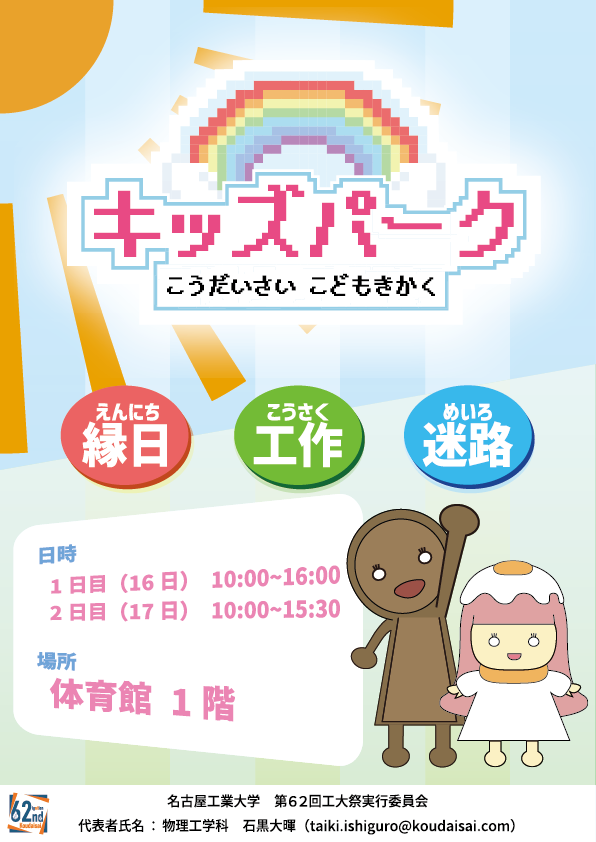 キッズパーク
こうだいさい こどもきかく
えんにち
縁日
こうさく
工作
めいろ
迷路
日時
1日目（16日） 10:00~16:00
2日目（17日） 10:00~15:30
場所
体育館 1階
62nd
Koudaisai
名古屋工業大学 第62回工大祭実行委員会
代表者氏名：物理工学科 石黒大暉（taiki.ishiguro@koudaisai.com）